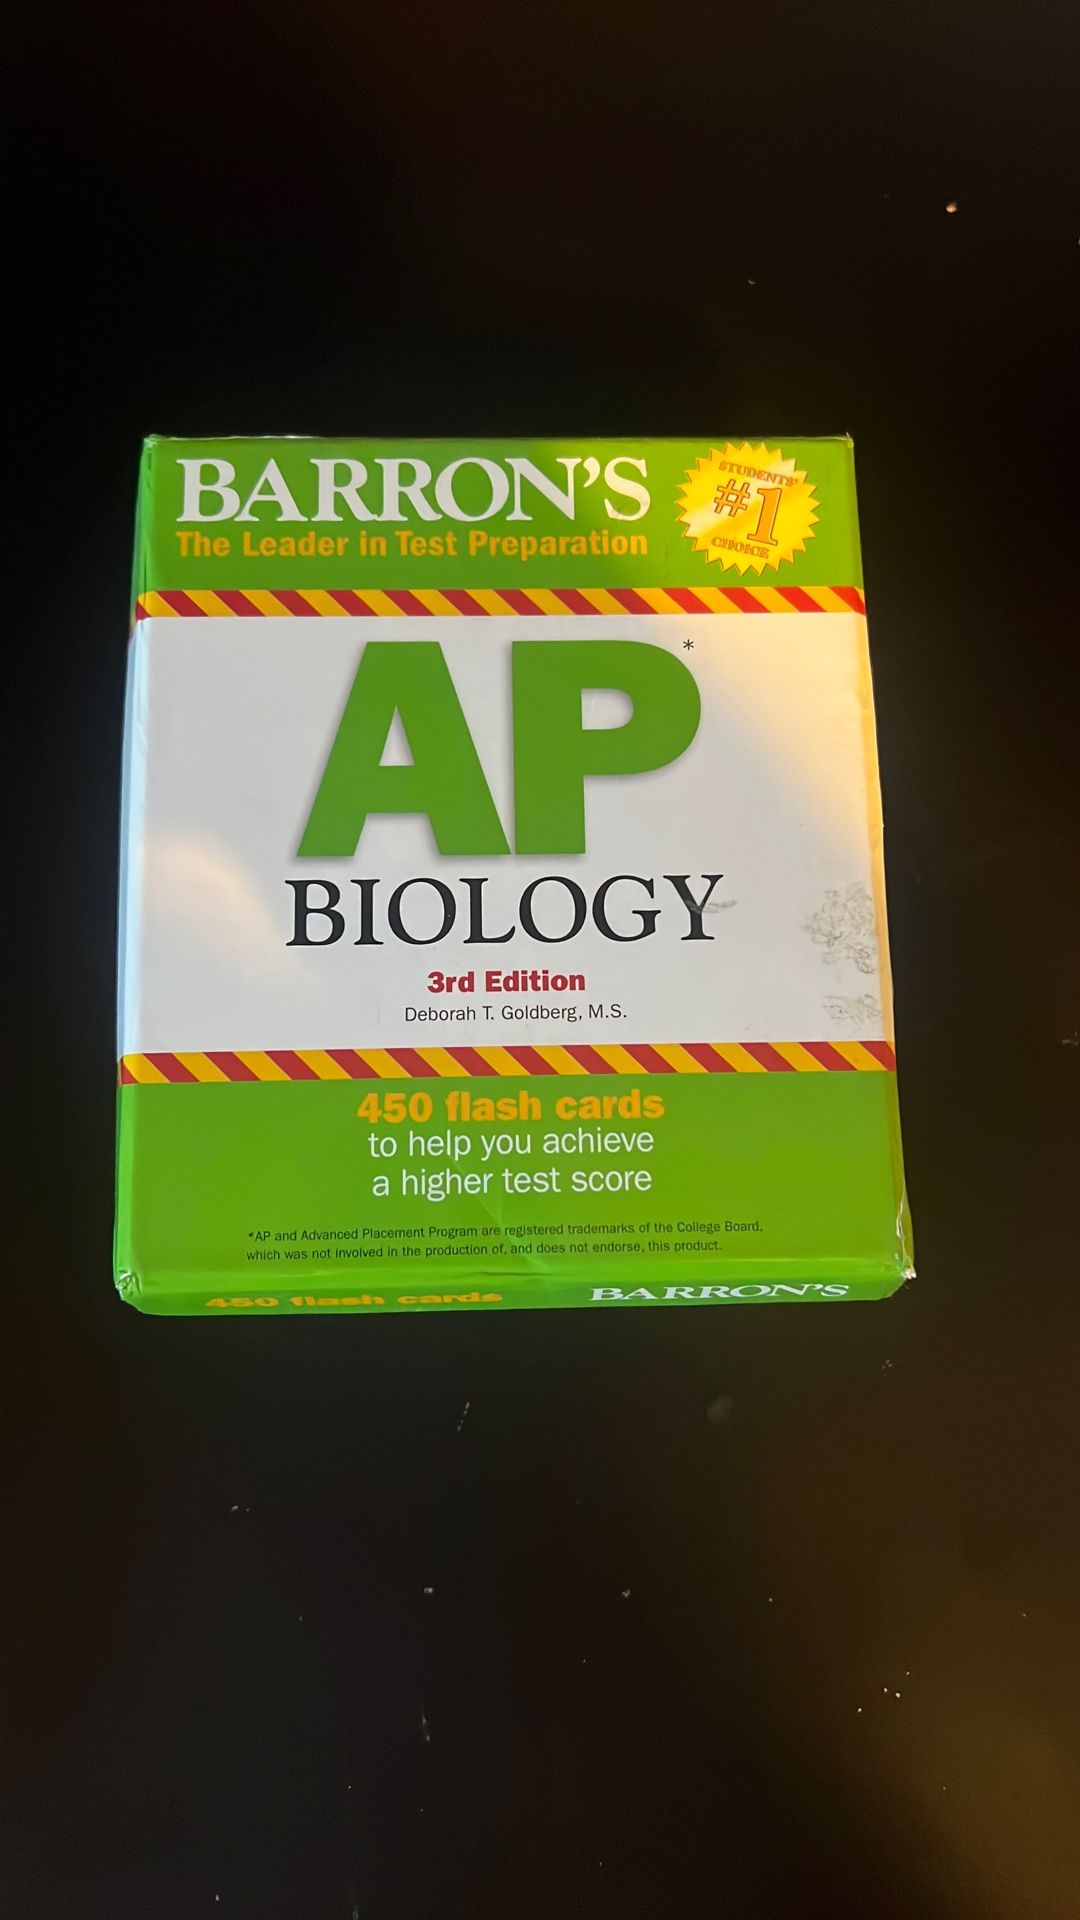 BARRON'S
The Leader in Test Preparation
STUDENTS'
#1
CHOICE
AP*
BIOLOGY
3rd Edition
Deborah T. Goldberg, M.S.
450 flash cards
to help you achieve
a higher test score
*AP and Advanced Placement Program are registered trademarks of the College Board,
which was not involved in the production of, and does not endorse, this product.
450 flash cards BARRON'S